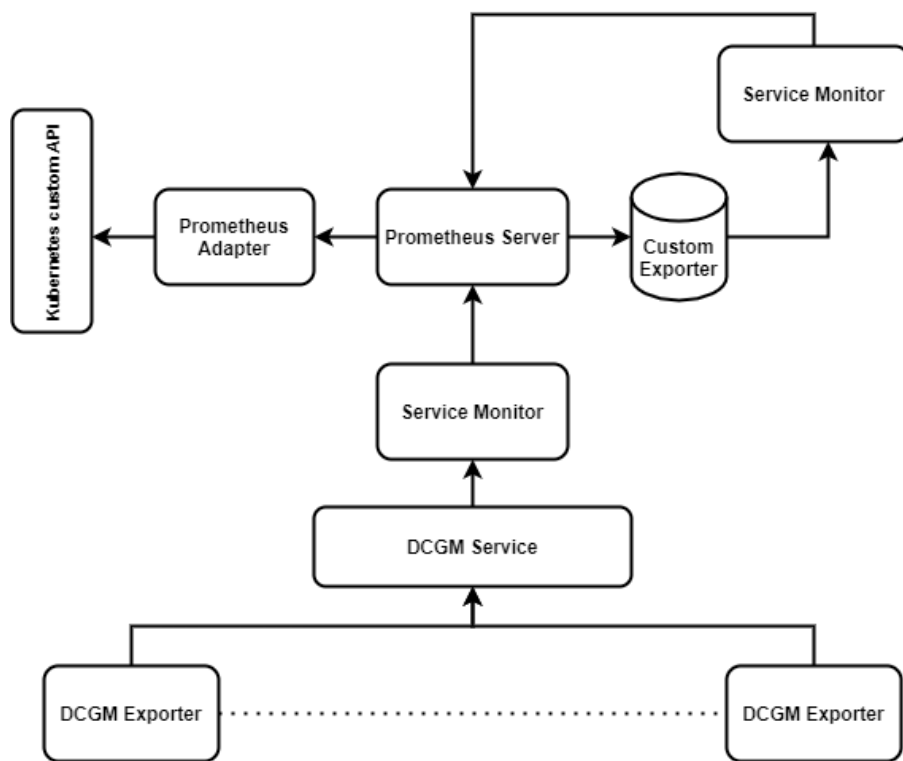 Service Monitor
Kubernetes custom API
Prometheus
Adapter
Prometheus Server
Custom
Exporter
Service Monitor
DCGM Service
DCGM Exporter
DCGM Exporter